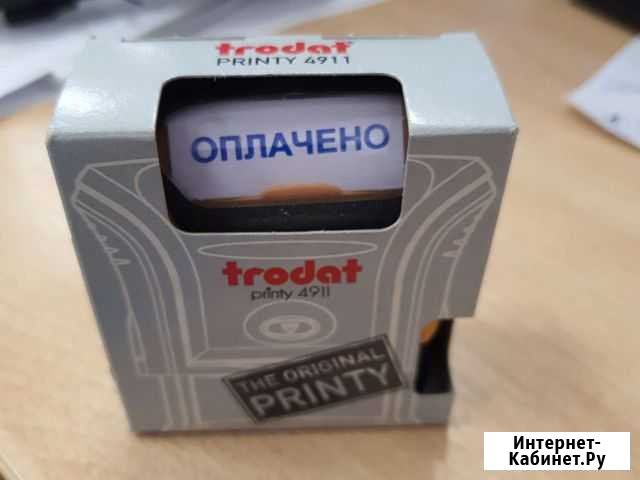 trodat
PRINTY 4911
ОПЛАЧЕНО
trodat
printy 4911
THE ORIGINAL
PRINTY
Интернет-
Кабинет.Ру